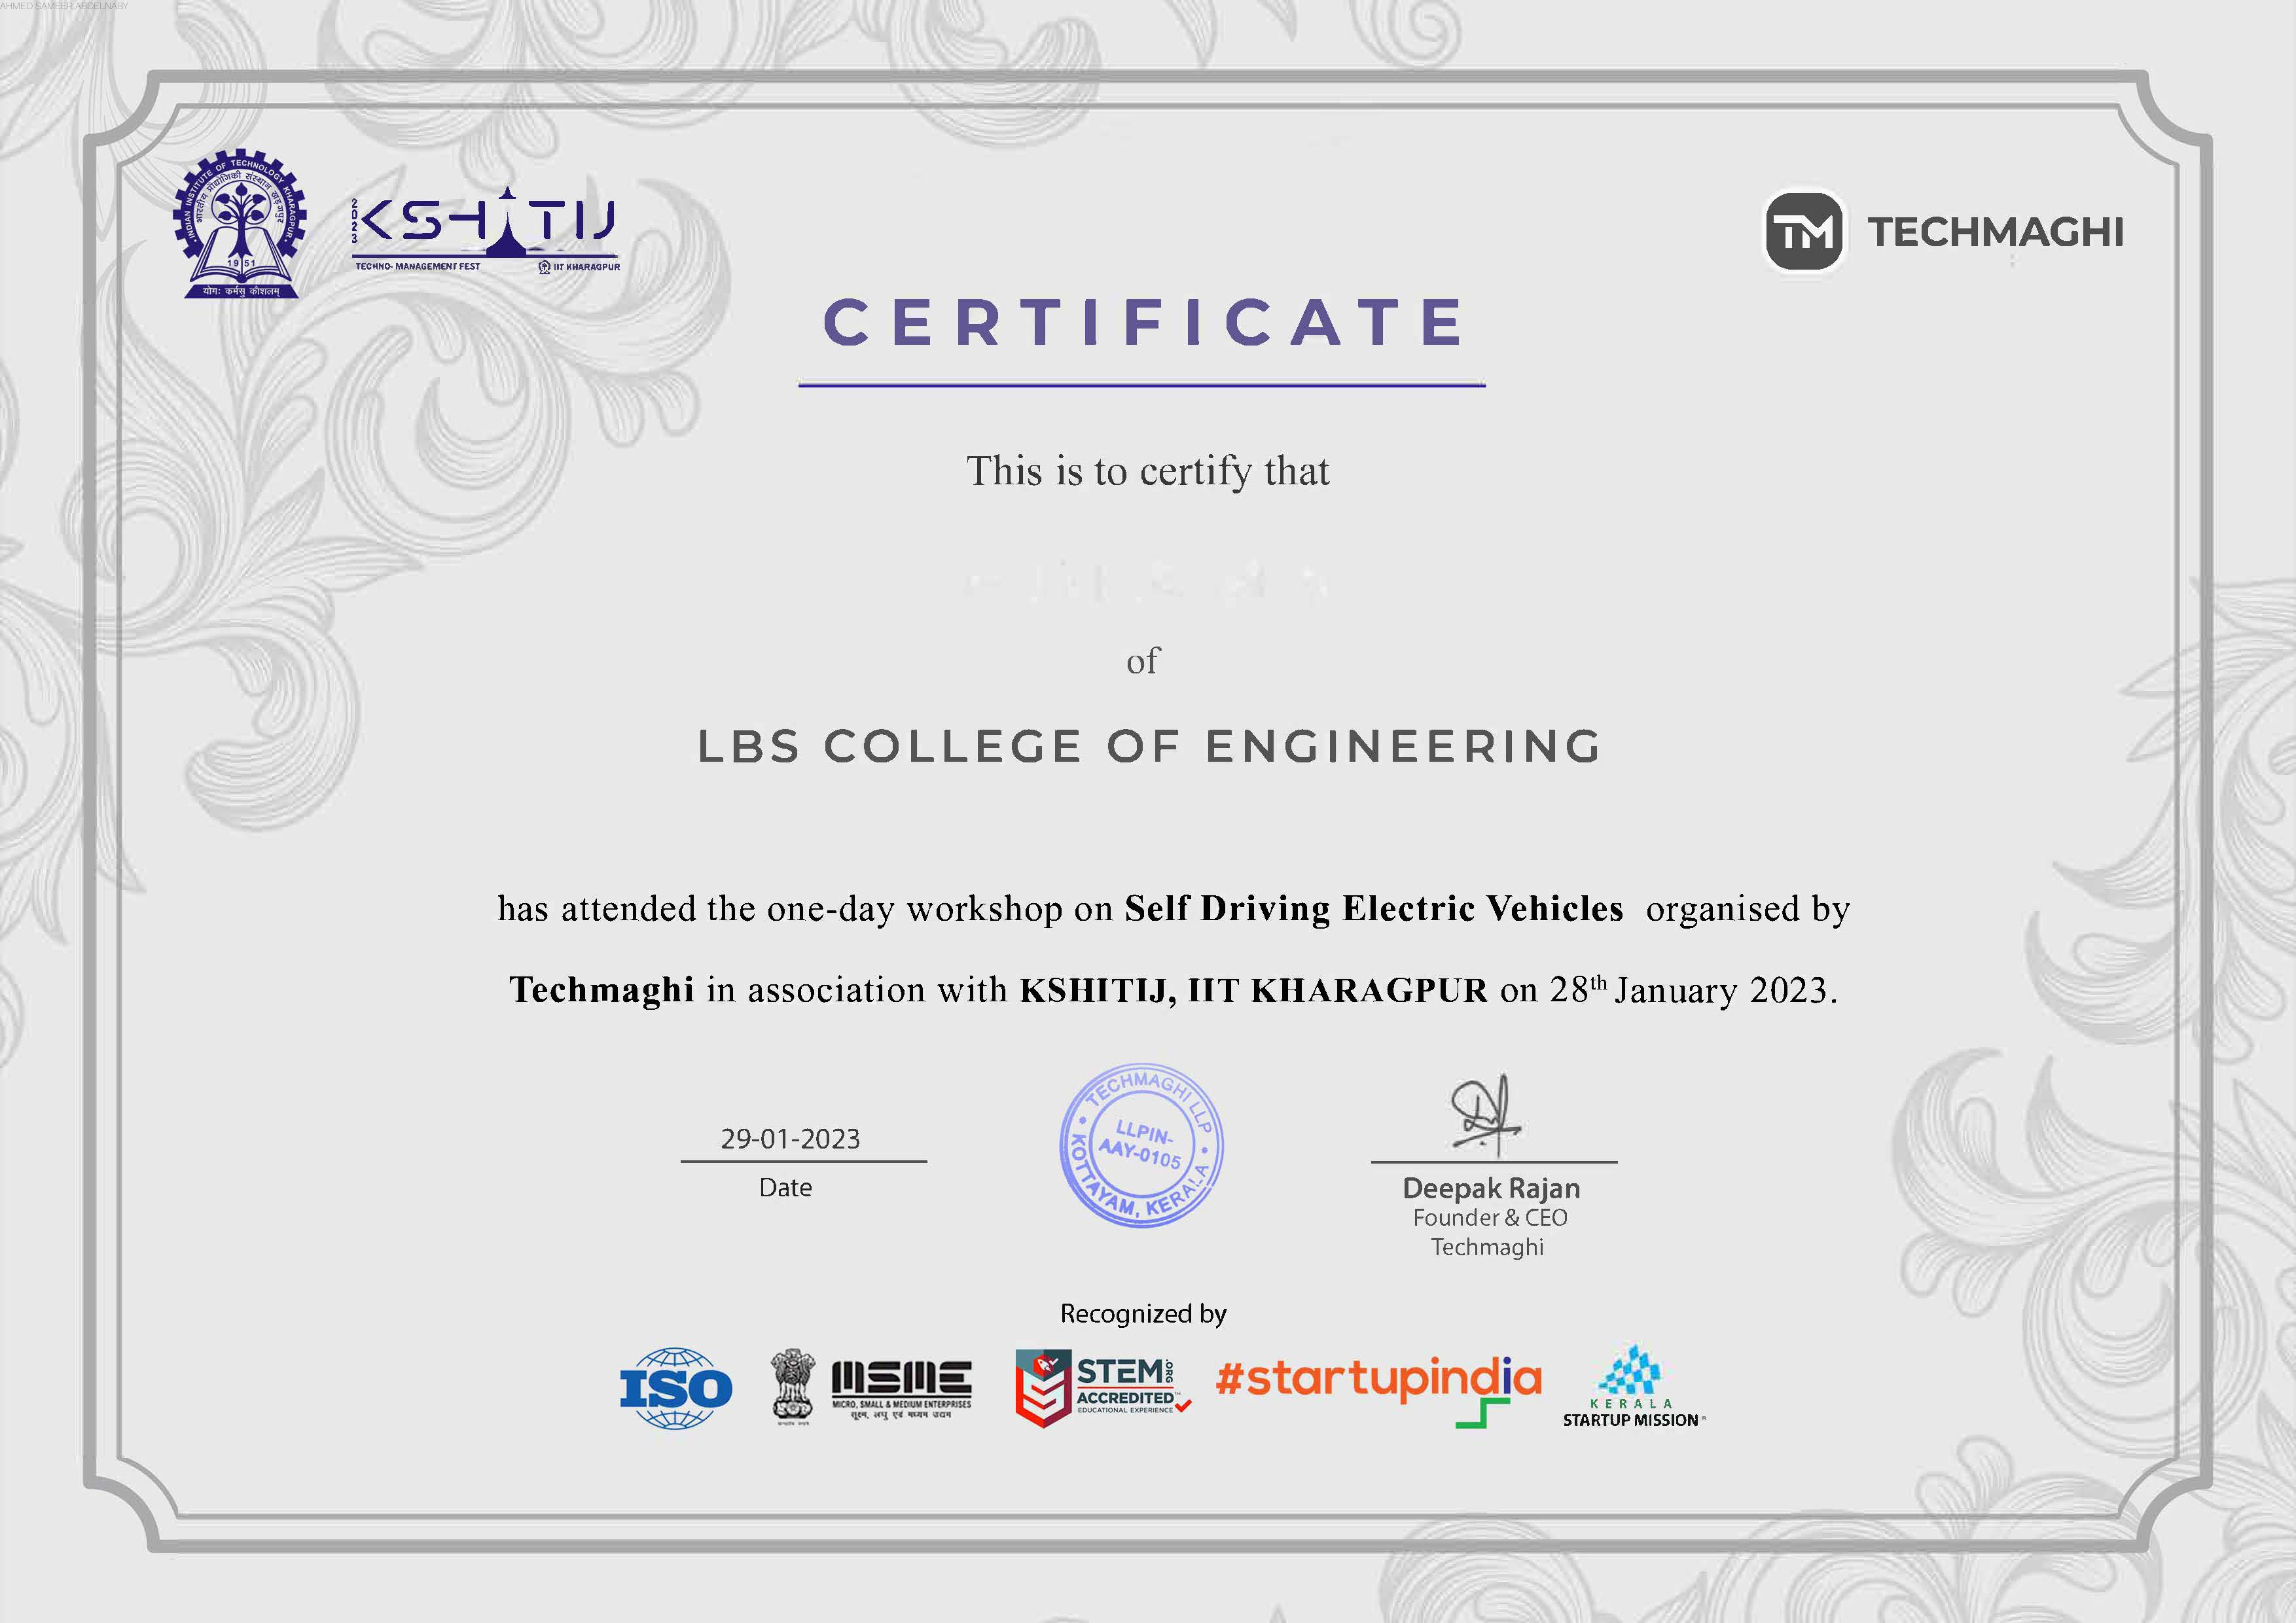 AHMED SAMEER ABDELNABY
INDIAN INSTITUTE OF TECHNOLOGY KHARAGPUR
भारतीय प्रौद्योगिकी संस्थान खड़गपुर
1951
योगः कर्मसु कौशलम्
2023
KSHITIJ
TECHNO- MANAGEMENT FEST
IIT KHARAGPUR
TM TECHMAGHI
CERTIFICATE
This is to certify that
of
LBS COLLEGE OF ENGINEERING
has attended the one-day workshop on Self Driving Electric Vehicles organised by
Techmaghi in association with KSHITIJ, IIT KHARAGPUR on 28th January 2023.
29-01-2023
Date
TECHMAGHI LLP
LLPIN-
AAY-0105
KOTTAYAM, KERALA
Deepak Rajan
Founder & CEO
Techmaghi
Recognized by
ISO
MSME
MICRO, SMALL & MEDIUM ENTERPRISES
सूक्ष्म, लघु एवं मध्यम उद्यम
STEM.ORG
ACCREDITED™
EDUCATIONAL EXPERIENCE
#startupindia
KERALA
STARTUP MISSION